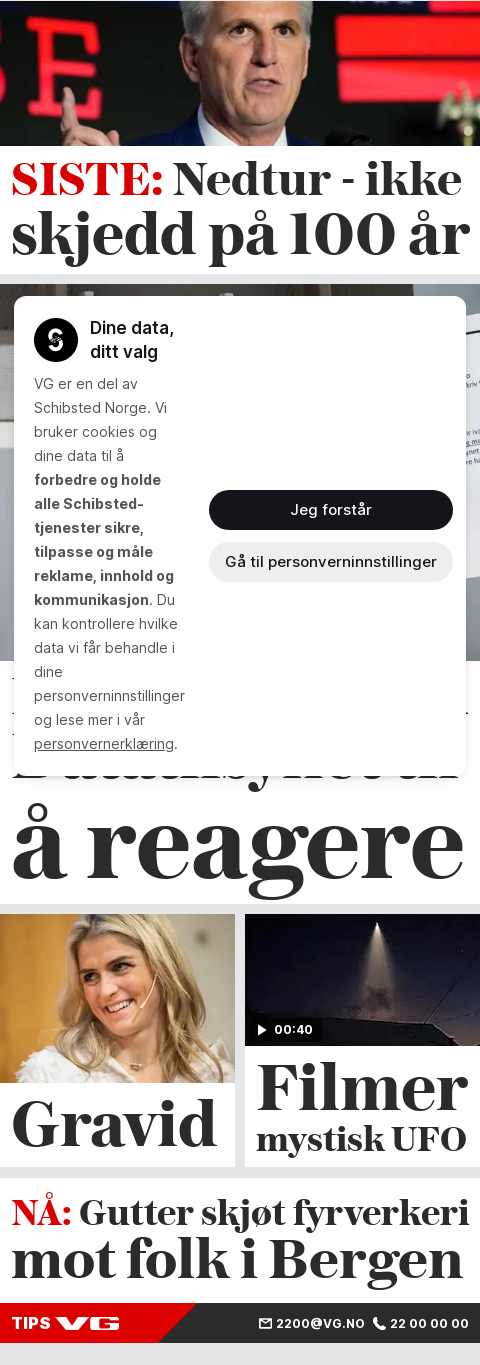 SISTE: Nedtur - ikke
skjedd på 100 år
Dine data,
ditt valg
VG er en del av
Schibsted Norge. Vi
bruker cookies og
dine data til å
forbedre og holde
alle Schibsted-
tjenester sikre,
tilpasse og måle
reklame, innhold og
kommunikasjon. Du
kan kontrollere hvilke
data vi får behandle i
dine
personverninnstillinger
og lese mer i vår
personvernerklæring.
Jeg forstår
Gå til personverninnstillinger
å reagere
00:40
Gravid
Filmer
mystisk UFO
NÅ: Gutter skjøt fyrverkeri
mot folk i Bergen
TIPS VG
2200@VG.NO
22 00 00 00